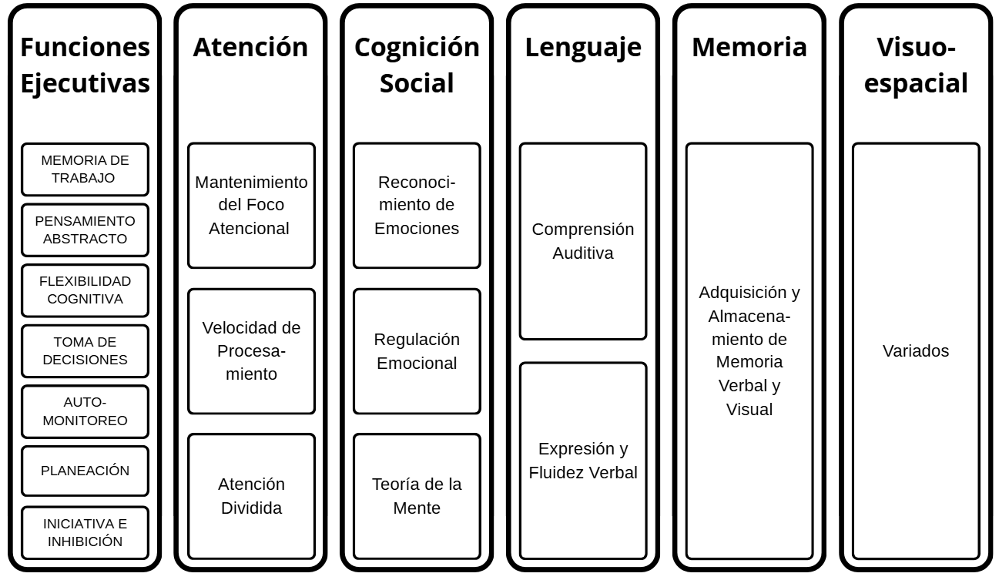 Funciones
Ejecutivas
MEMORIA DE
TRABAJO
PENSAMIENTO
ABSTRACTO
FLEXIBILIDAD
COGNITIVA
TOMA DE
DECISIONES
AUTO-
MONITOREO
PLANEACIÓN
INICIATIVA E
INHIBICIÓN
Atención
Mantenimiento
del Foco
Atencional
Velocidad de
Procesa-
miento
Atención
Dividida
Cognición
Social
Reconoci-
miento de
Emociones
Regulación
Emocional
Teoría de la
Mente
Lenguaje
Comprensión
Auditiva
Expresión y
Fluidez Verbal
Memoria
Adquisición y
Almacena-
miento de
Memoria
Verbal y
Visual
Visuo-
espacial
Variados